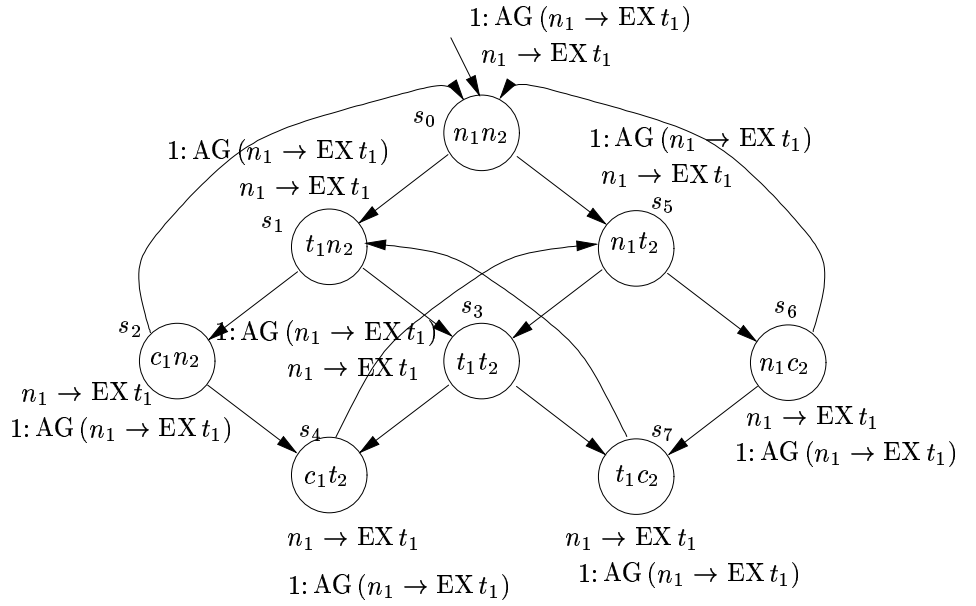 1: AG (n₁ → EX t₁)
n₁ → EX t₁
s₀
n₁n₂
1: AG (n₁ → EX t₁)
n₁ → EX t₁
s₁
t₁n₂
1: AG (n₁ → EX t₁)
n₁ → EX t₁
s₅
n₁t₂
s₂
c₁n₂
n₁ → EX t₁
1: AG (n₁ → EX t₁)
s₃
1: AG (n₁ → EX t₁)
n₁ → EX t₁
t₁t₂
s₆
n₁c₂
n₁ → EX t₁
1: AG (n₁ → EX t₁)
s₄
c₁t₂
n₁ → EX t₁
1: AG (n₁ → EX t₁)
s₇
t₁c₂
n₁ → EX t₁
1: AG (n₁ → EX t₁)